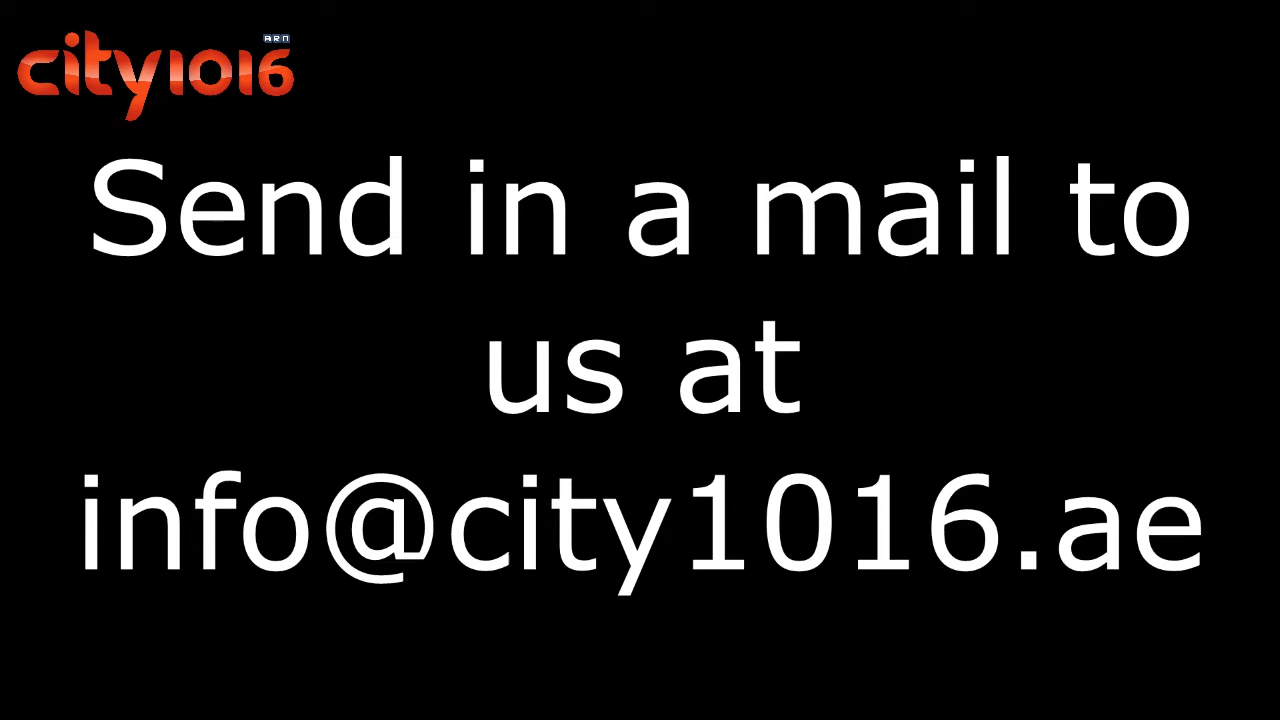 city1016
ARN
Send in a mail to
us at
info@city1016.ae